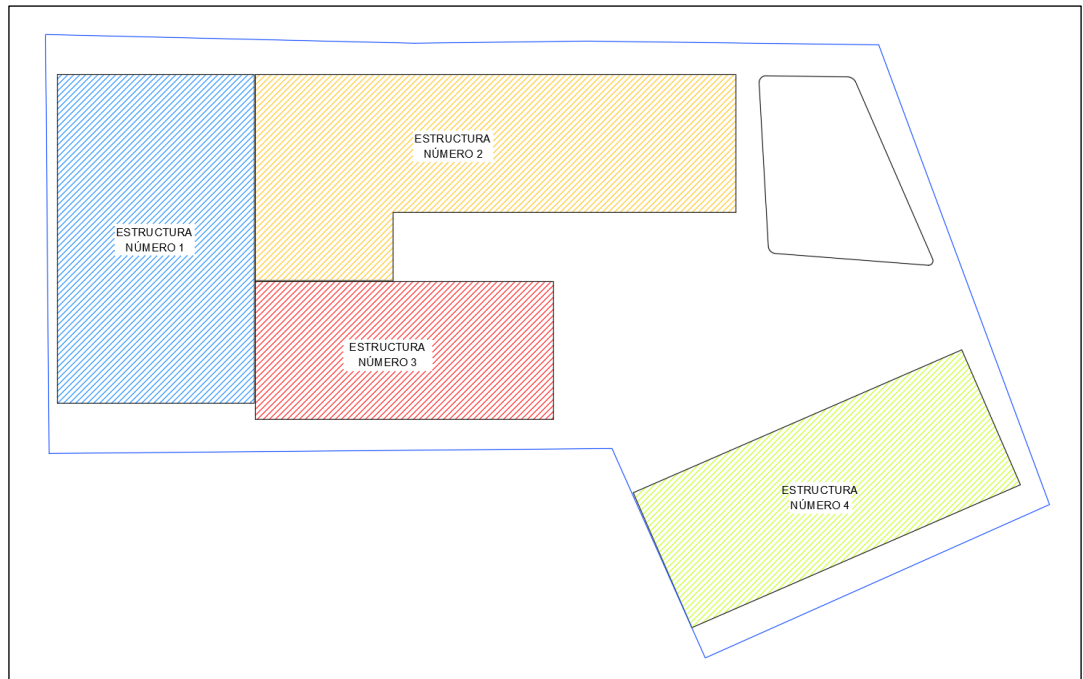 ESTRUCTURA
NÚMERO 2
ESTRUCTURA
NÚMERO 1
ESTRUCTURA
NÚMERO 3
ESTRUCTURA
NÚMERO 4